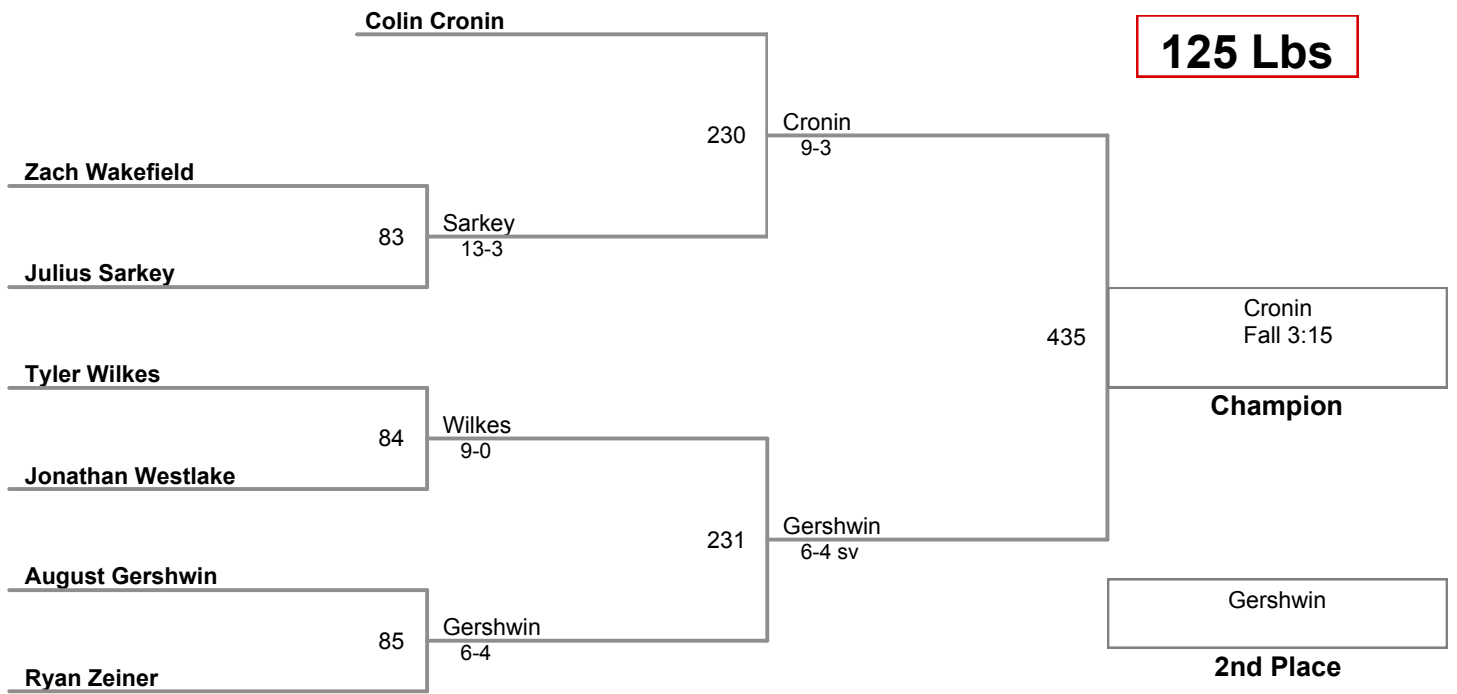 Colin Cronin
125 Lbs
230
Cronin
9-3
Zach Wakefield
83
Sarkey
13-3
Julius Sarkey
435
Cronin
Fall 3:15
Champion
Tyler Wilkes
84
Wilkes
9-0
Jonathan Westlake
231
Gershwin
6-4 sv
August Gershwin
85
Gershwin
6-4
Ryan Zeiner
Gershwin
2nd Place